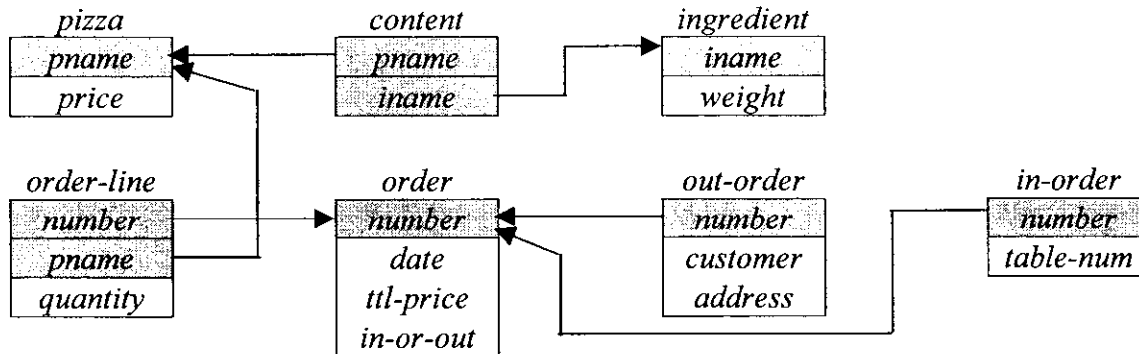 pizza
pname
price
content
pname
iname
ingredient
iname
weight
order-line
number
pname
quantity
order
number
date
ttl-price
in-or-out
out-order
number
customer
address
in-order
number
table-num